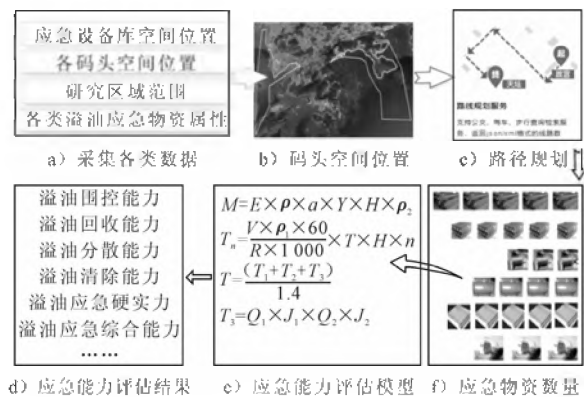 应急设备库空间位置
各码头空间位置
研究区域范围
各类溢油应急物资属性
a）采集各类数据
b）码头空间位置
路线规划服务
c）路径规划
溢油围控能力
溢油回收能力
溢油分散能力
溢油清除能力
溢油应急硬实力
溢油应急综合能力
……
d）应急能力评估结果
M=E×ρ×a×Y×H×ρ₂
Tₙ=(V×ρ₁×60)/(R×1 000)×T×H×n
T=(T₁+T₂+T₃)/1.4
T₃=Q₁×J₁×Q₂×J₂
e）应急能力评估模型
f）应急物资数量